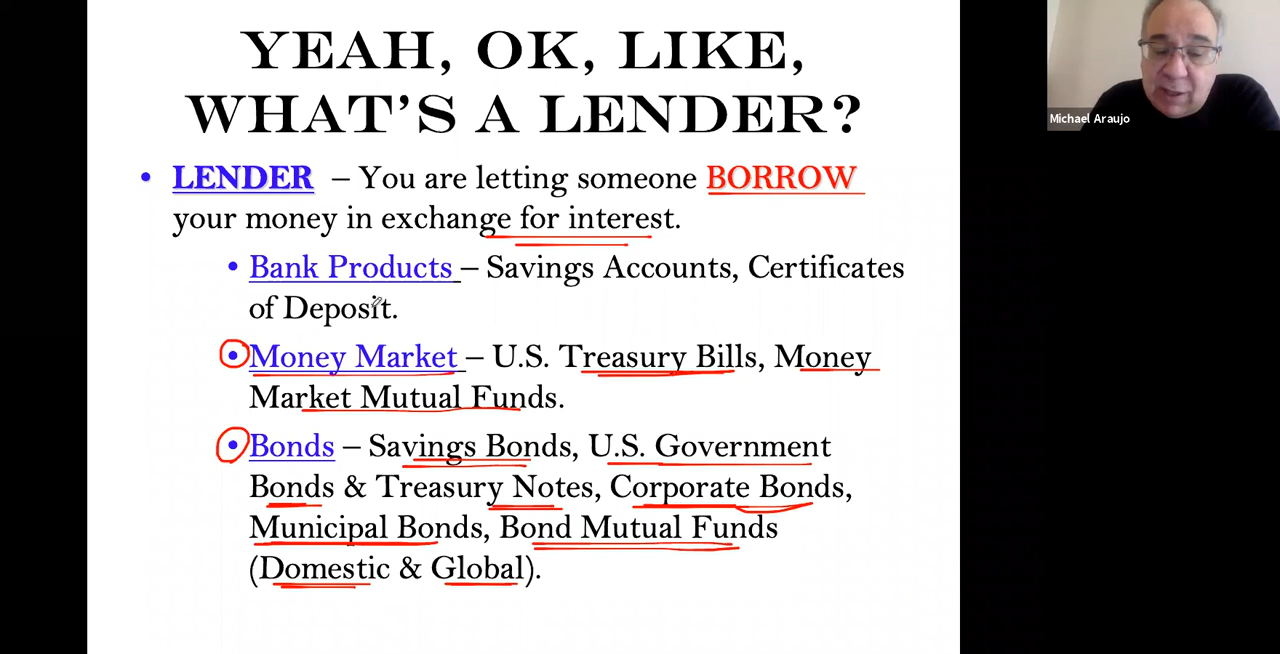 YEAH, OK, LIKE,
WHAT'S A LENDER?
• LENDER – You are letting someone BORROW
your money in exchange for interest.
• Bank Products – Savings Accounts, Certificates
of Deposit.
• Money Market – U.S. Treasury Bills, Money
Market Mutual Funds.
• Bonds – Savings Bonds, U.S. Government
Bonds & Treasury Notes, Corporate Bonds,
Municipal Bonds, Bond Mutual Funds
(Domestic & Global).
Michael Araujo